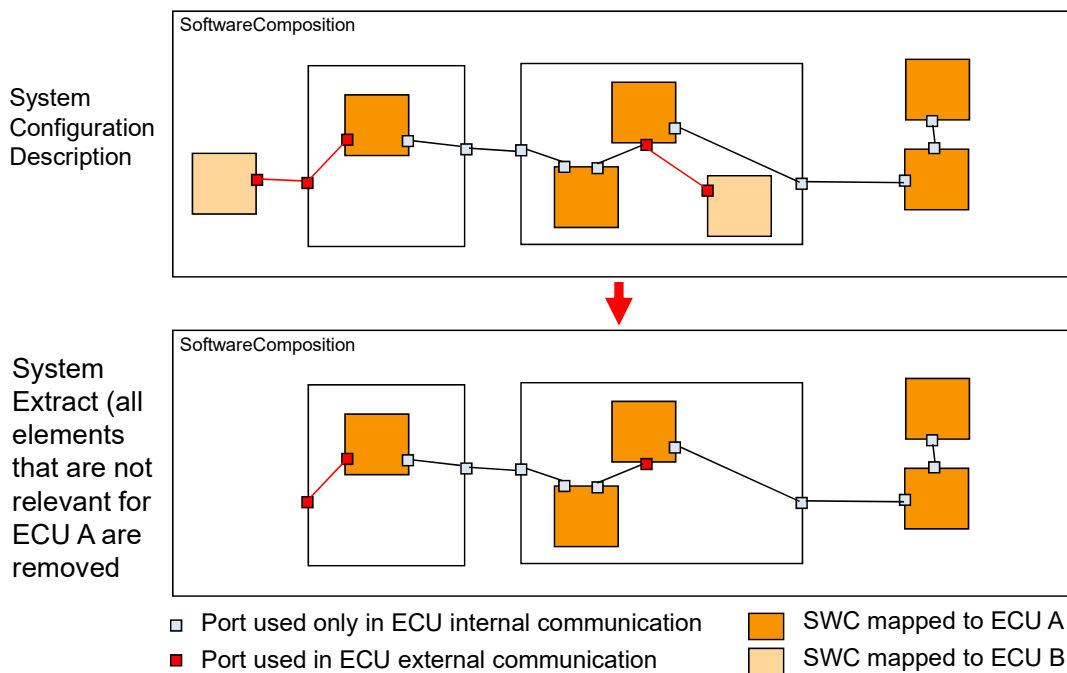 SoftwareComposition
System
Configuration
Description
SoftwareComposition
System
Extract (all
elements
that are not
relevant for
ECU A are
removed
Port used only in ECU internal communication
SWC mapped to ECU A
Port used in ECU external communication
SWC mapped to ECU B